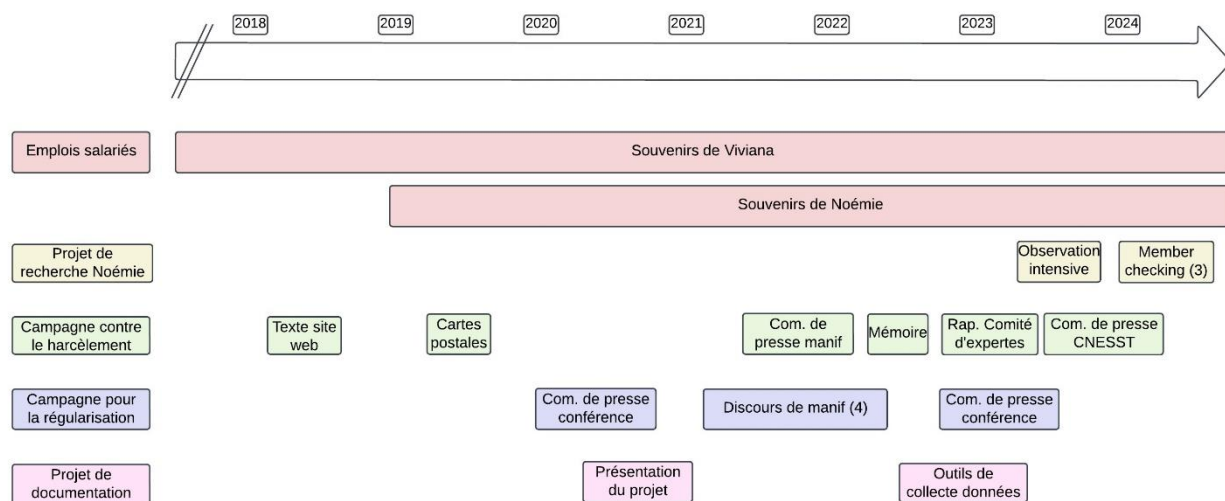 2018 2019 2020 2021 2022 2023 2024
Emplois salariés
Souvenirs de Viviana
Souvenirs de Noémie
Projet de
recherche Noémie
Observation
intensive
Member
checking (3)
Campagne contre
le harcèlement
Texte site
web
Cartes
postales
Com. de
presse manif
Mémoire
Rap. Comité
d'expertes
Com. de presse
CNESST
Campagne pour
la régularisation
Com. de presse
conférence
Discours de manif (4)
Com. de presse
conférence
Projet de
documentation
Présentation
du projet
Outils de
collecte données